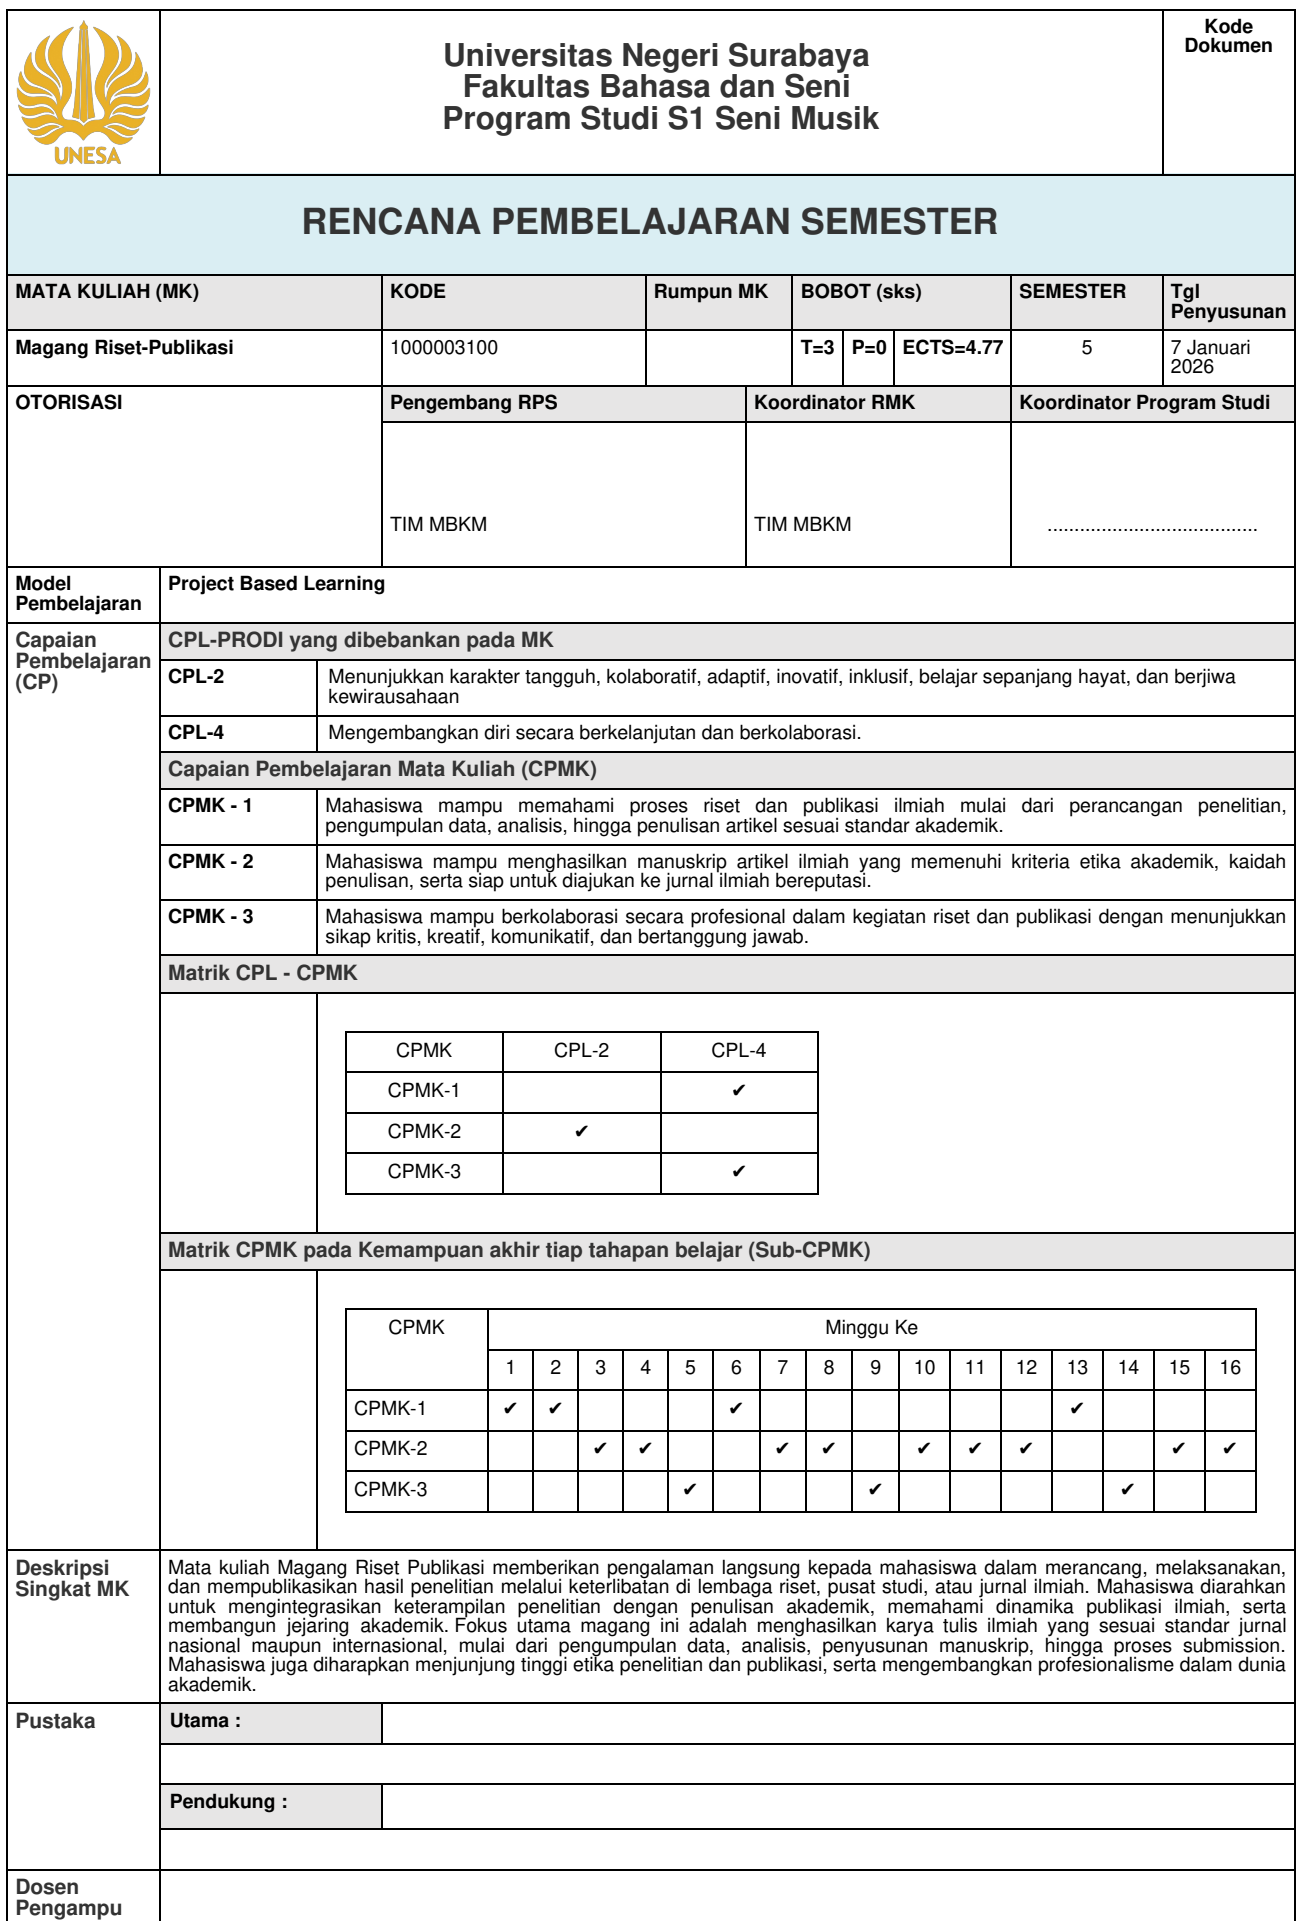 UNESA
Universitas Negeri Surabaya
Fakultas Bahasa dan Seni
Program Studi S1 Seni Musik
Kode
Dokumen
RENCANA PEMBELAJARAN SEMESTER
MATA KULIAH (MK) KODE Rumpun MK BOBOT (sks) SEMESTER Tgl
Penyusunan
Magang Riset-Publikasi 1000003100 T=3 P=0 ECTS=4.77 5 7 Januari
2026
OTORISASI Pengembang RPS Koordinator RMK Koordinator Program Studi
TIM MBKM TIM MBKM .......................................
Model
Pembelajaran
Project Based Learning
Capaian
Pembelajaran
(CP)
CPL-PRODI yang dibebankan pada MK
CPL-2 Menunjukkan karakter tangguh, kolaboratif, adaptif, inovatif, inklusif, belajar sepanjang hayat, dan berjiwa
kewirausahaan
CPL-4 Mengembangkan diri secara berkelanjutan dan berkolaborasi.
Capaian Pembelajaran Mata Kuliah (CPMK)
CPMK - 1 Mahasiswa mampu memahami proses riset dan publikasi ilmiah mulai dari perancangan penelitian,
pengumpulan data, analisis, hingga penulisan artikel sesuai standar akademik.
CPMK - 2 Mahasiswa mampu menghasilkan manuskrip artikel ilmiah yang memenuhi kriteria etika akademik, kaidah
penulisan, serta siap untuk diajukan ke jurnal ilmiah bereputasi.
CPMK - 3 Mahasiswa mampu berkolaborasi secara profesional dalam kegiatan riset dan publikasi dengan menunjukkan
sikap kritis, kreatif, komunikatif, dan bertanggung jawab.
Matrik CPL - CPMK
CPMK CPL-2 CPL-4
CPMK-1 ✔
CPMK-2 ✔
CPMK-3 ✔
Matrik CPMK pada Kemampuan akhir tiap tahapan belajar (Sub-CPMK)
CPMK Minggu Ke
1 2 3 4 5 6 7 8 9 10 11 12 13 14 15 16
CPMK-1 ✔ ✔ ✔ ✔
CPMK-2 ✔ ✔ ✔ ✔ ✔ ✔ ✔ ✔ ✔
CPMK-3 ✔ ✔ ✔
Deskripsi
Singkat MK
Mata kuliah Magang Riset Publikasi memberikan pengalaman langsung kepada mahasiswa dalam merancang, melaksanakan,
dan mempublikasikan hasil penelitian melalui keterlibatan di lembaga riset, pusat studi, atau jurnal ilmiah. Mahasiswa diarahkan
untuk mengintegrasikan keterampilan penelitian dengan penulisan akademik, memahami dinamika publikasi ilmiah, serta
membangun jejaring akademik. Fokus utama magang ini adalah menghasilkan karya tulis ilmiah yang sesuai standar jurnal
nasional maupun internasional, mulai dari pengumpulan data, analisis, penyusunan manuskrip, hingga proses submission.
Mahasiswa juga diharapkan menjunjung tinggi etika penelitian dan publikasi, serta mengembangkan profesionalisme dalam dunia
akademik.
Pustaka Utama :
Pendukung :
Dosen
Pengampu